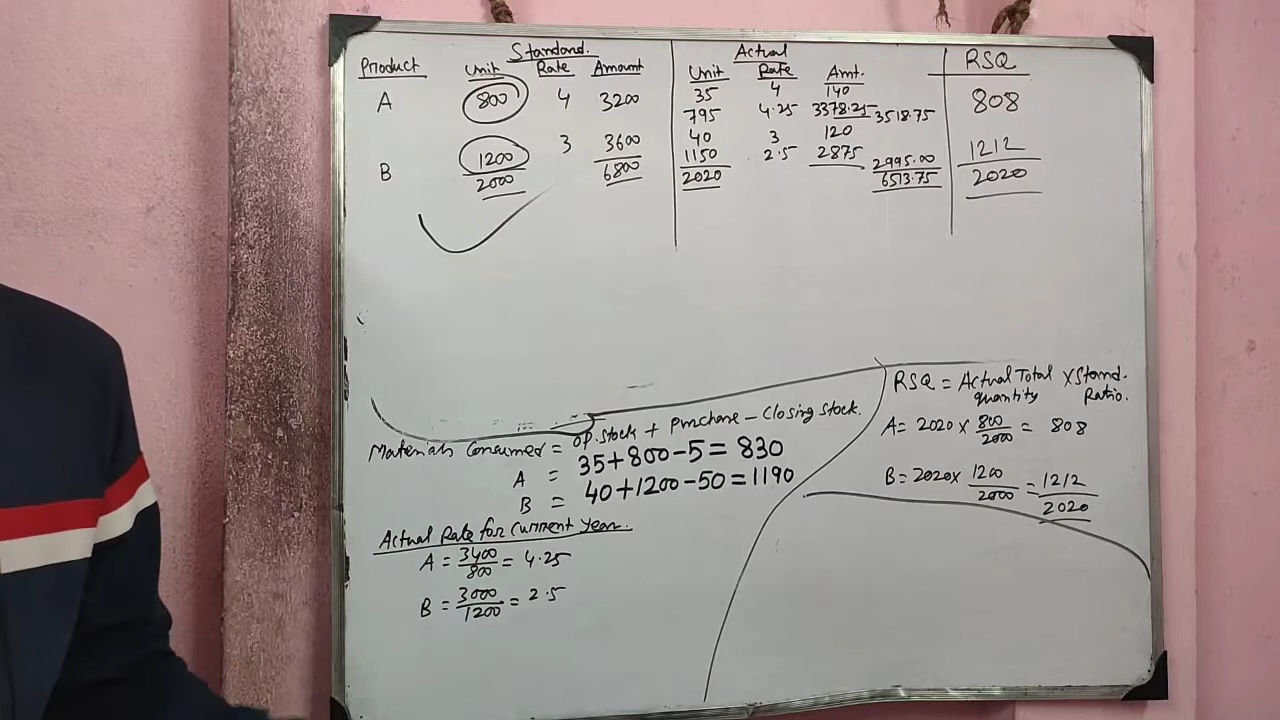 Product Standard. Actual RSQ
Unit Rate Amount Unit Rate Amt.
A 800 4 3200 35 4 140 808
795 4.25 3378.25 3518.75
B 1200 3 3600 40 3 120 1212
1150 2.5 2875 2995.00
2000 6800 2020 6513.75 2020
Materials Consumed = op. stock + purchase - closing stock.
A = 35+800-5=830
B = 40+1200-50=1190
Actual Rate for current year.
A = 3400/800 = 4.25
B = 3000/1200 = 2.5
RSQ = Actual Total quantity × Stand. Ratio.
A= 2020 × 800/2000 = 808
B= 2020× 1200/2000 = 1212
2020